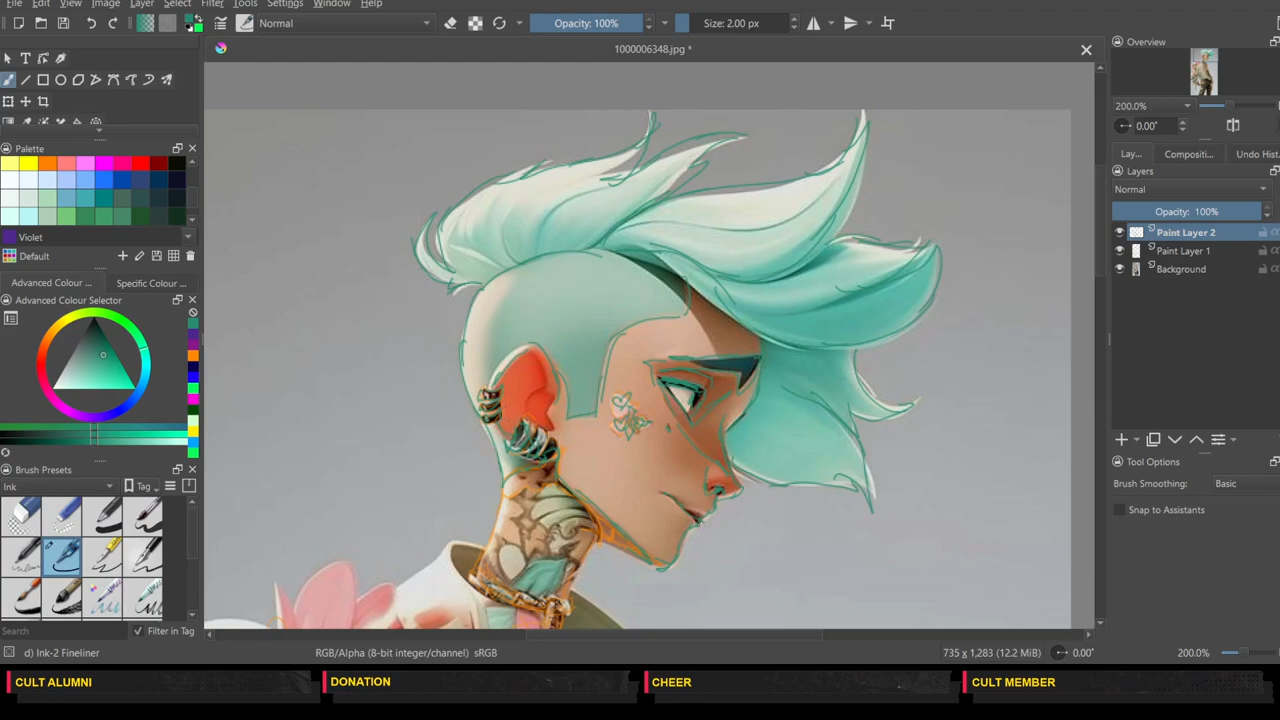 File Edit View Image Layer Select Filter Tools Settings Window Help
Normal
Opacity: 100%
Size: 2.00 px
1000006348.jpg *
Overview
200.0%
0.00°
Lay... Compositi... Undo Hist
Layers
Normal
Opacity: 100%
Paint Layer 2
Paint Layer 1
Background
Tool Options
Brush Smoothing: Basic
Snap to Assistants
Palette
Violet
Default
Advanced Colour ... Specific Colour ...
Advanced Colour Selector
Brush Presets
Ink
Tag
Search
Filter in Tag
d) Ink-2 Fineliner
RGB/Alpha (8-bit integer/channel) sRGB
735 x 1,283 (12.2 MiB)
0.00°
200.0%
CULT ALUMNI
DONATION
CHEER
CULT MEMBER